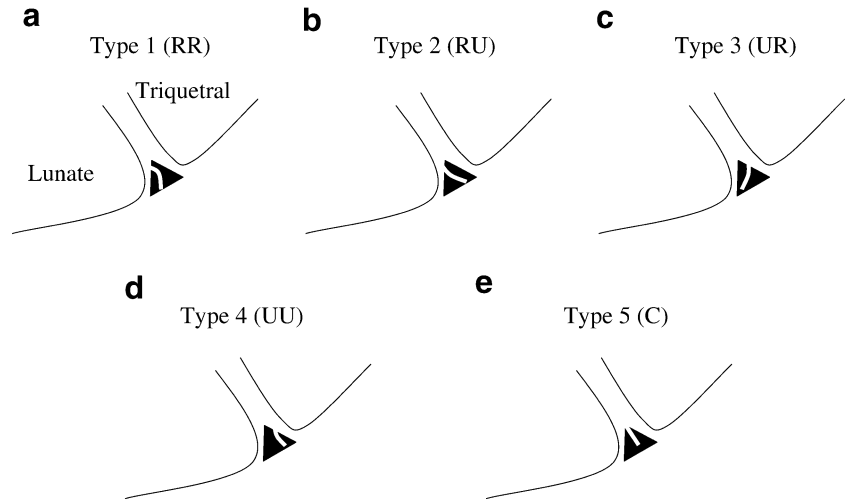 a
Type 1 (RR)
Triquetral
Lunate
b
Type 2 (RU)
c
Type 3 (UR)
d
Type 4 (UU)
e
Type 5 (C)